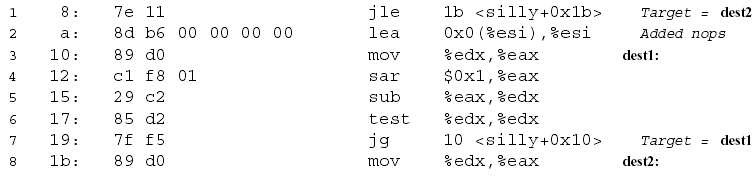 1 8: 7e 11 jle 1b <silly+0x1b> Target = dest2
2 a: 8d b6 00 00 00 00 lea 0x0(%esi),%esi Added nops
3 10: 89 d0 mov %edx,%eax dest1:
4 12: c1 f8 01 sar $0x1,%eax
5 15: 29 c2 sub %eax,%edx
6 17: 85 d2 test %edx,%edx
7 19: 7f f5 jg 10 <silly+0x10> Target = dest1
8 1b: 89 d0 mov %edx,%eax dest2: